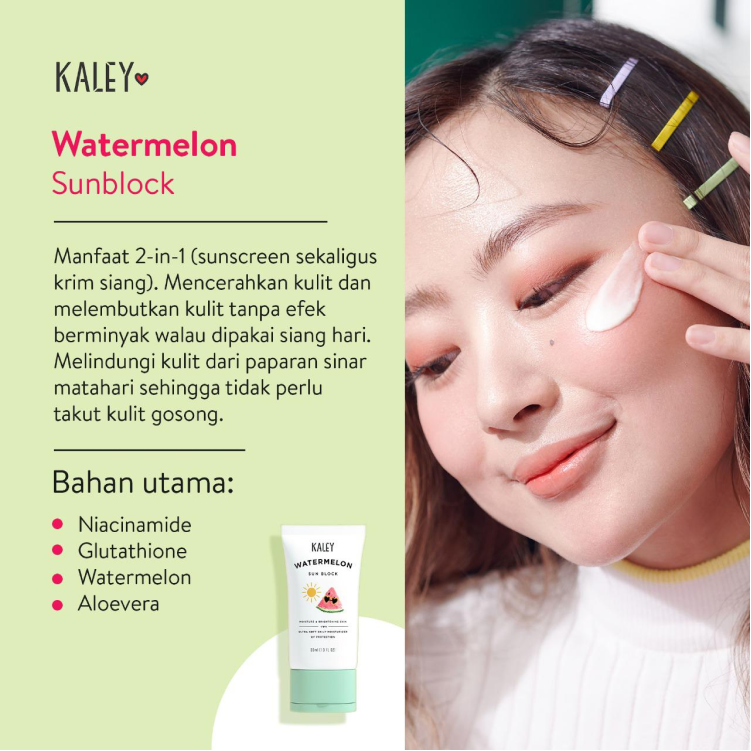 KALEY
Watermelon
Sunblock
Manfaat 2-in-1 (sunscreen sekaligus
krim siang). Mencerahkan kulit dan
melembutkan kulit tanpa efek
berminyak walau dipakai siang hari.
Melindungi kulit dari paparan sinar
matahari sehingga tidak perlu
takut kulit gosong.
Bahan utama:
Niacinamide
Glutathione
Watermelon
Aloevera
KALEY
WATERMELON
SUN BLOCK